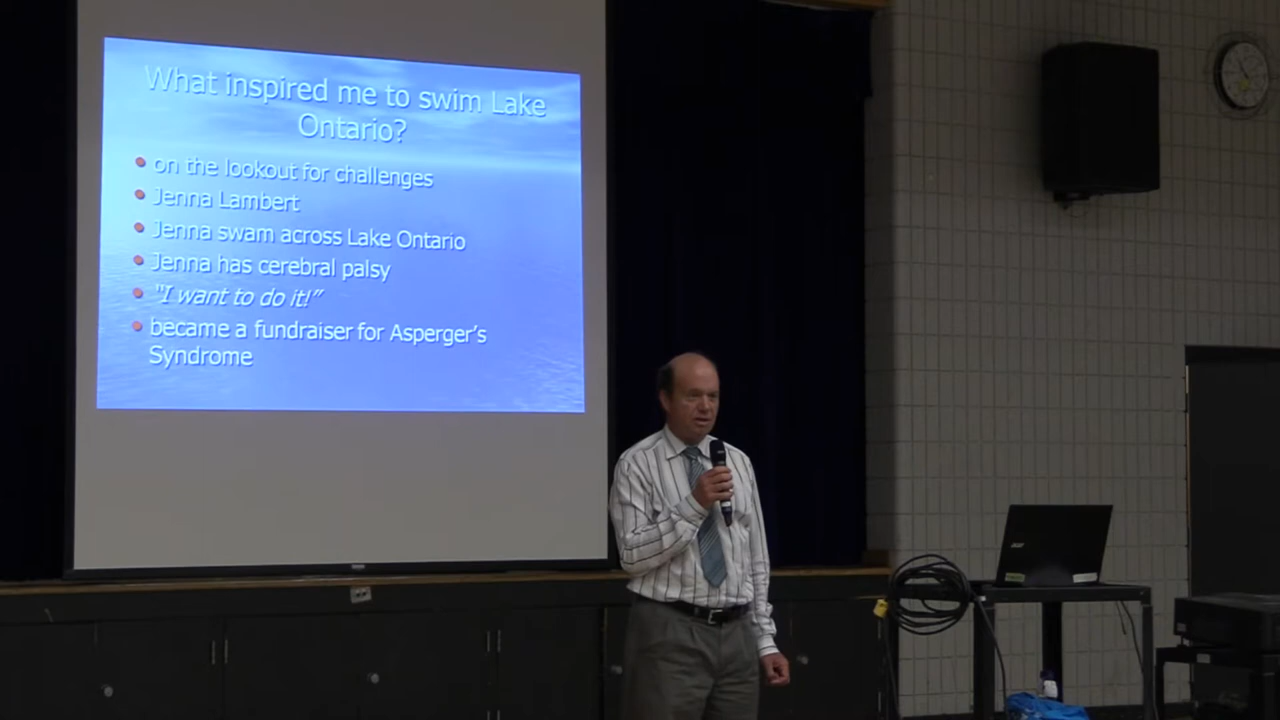 What inspired me to swim Lake
Ontario?
on the lookout for challenges
Jenna Lambert
Jenna swam across Lake Ontario
Jenna has cerebral palsy
"I want to do it!"
became a fundraiser for Asperger's
Syndrome
acer